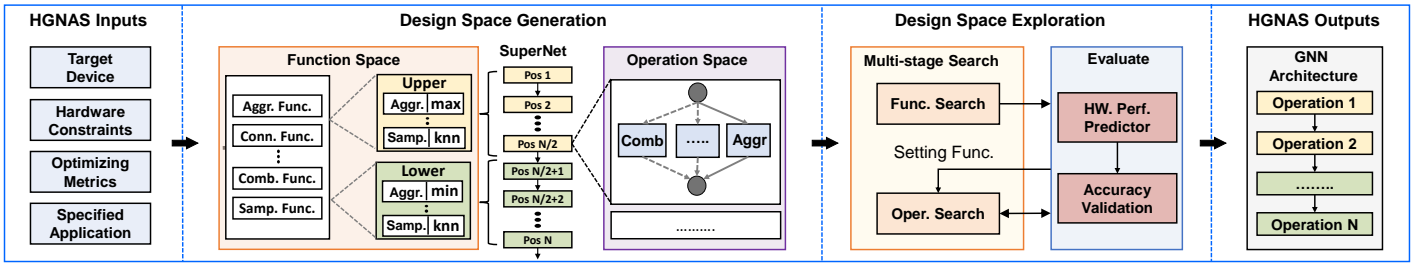 HGNAS Inputs
Target
Device
Hardware
Constraints
Optimizing
Metrics
Specified
Application
Design Space Generation
Function Space
Aggr. Func.
Conn. Func.
Comb. Func.
Samp. Func.
Upper
Aggr. max
Samp. knn
Lower
Aggr. min
Samp. knn
SuperNet
Pos 1
Pos 2
Pos N/2
Pos N/2+1
Pos N/2+2
Pos N
Operation Space
Comb
.....
Aggr
..........
Design Space Exploration
Multi-stage Search
Func. Search
Setting Func.
Oper. Search
Evaluate
HW. Perf.
Predictor
Accuracy
Validation
HGNAS Outputs
GNN
Architecture
Operation 1
Operation 2
........
Operation N